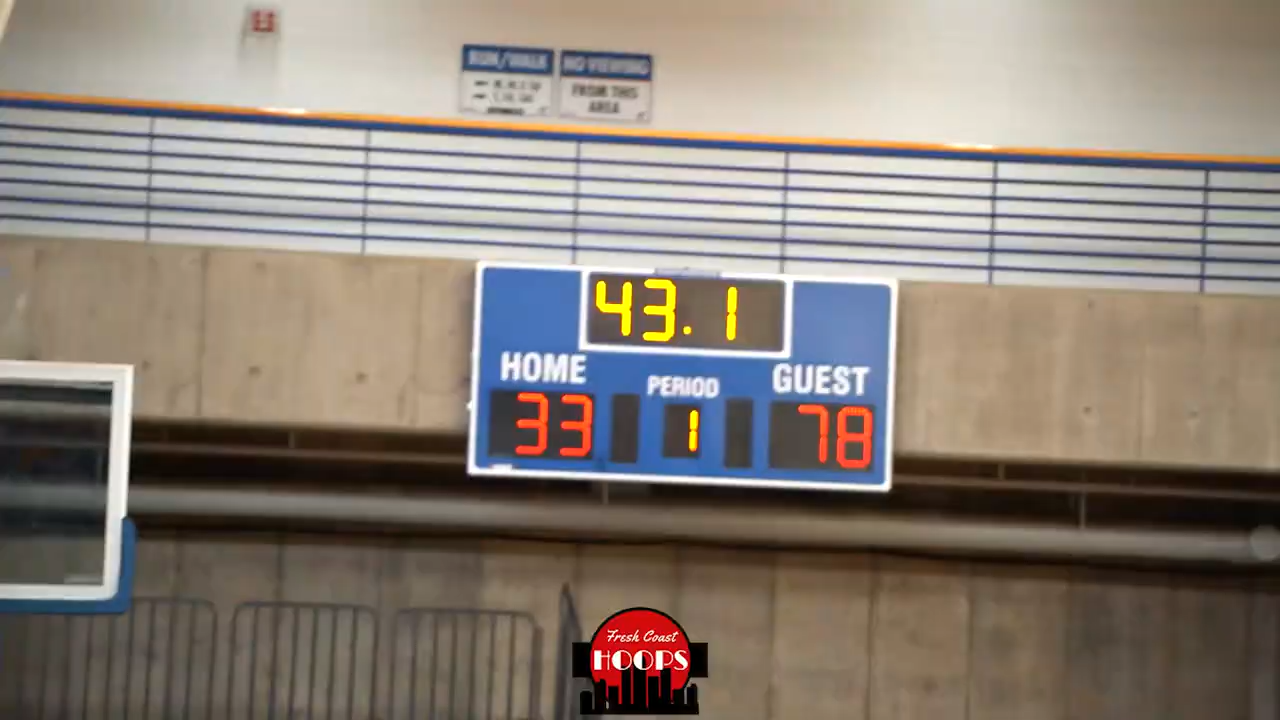 RUN/WALK
NO VIEWING
FROM THIS
AREA
43.1
HOME
PERIOD
GUEST
33
1
78
Fresh Coast
HOOPS